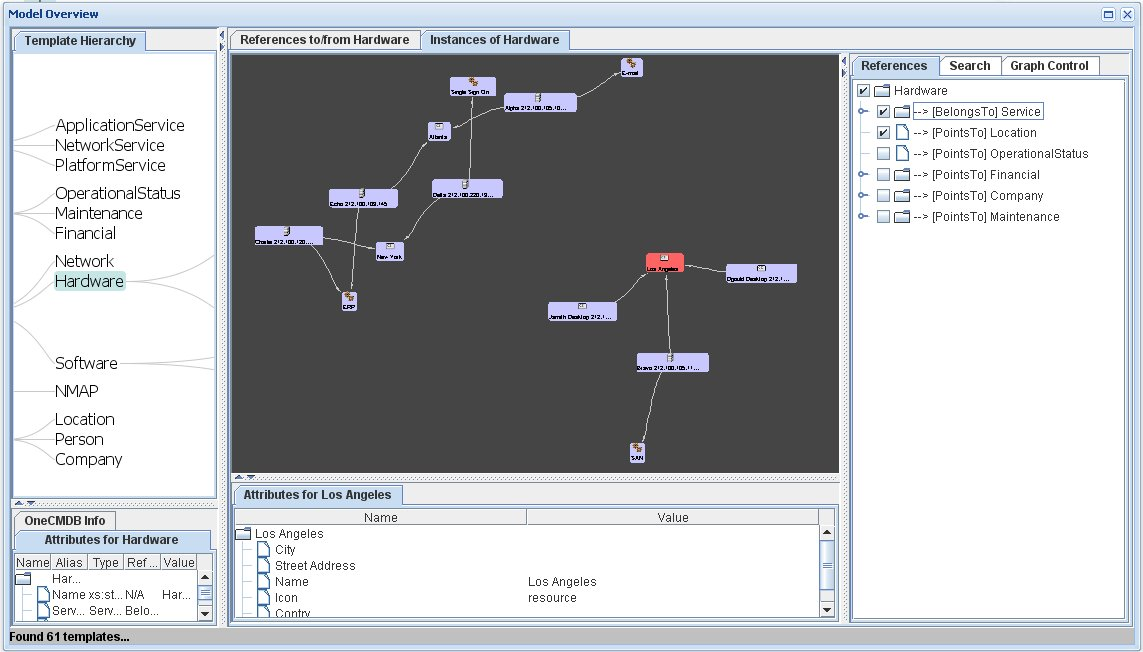 Model Overview
Template Hierarchy
ApplicationService
NetworkService
PlatformService
OperationalStatus
Maintenance
Financial
Network
Hardware
Software
NMAP
Location
Person
Company
OneCMDB Info
Attributes for Hardware
Name Alias Type Ref ... Value
Har...
Name xs:st... N/A Har...
Serv... Serv... Belo...
References to/from Hardware Instances of Hardware
E-mail
Single Sign On
Alpha 212.100.105.10...
Atlanta
Echo 212.100.109.145
Delta 212.100.220.19...
Charlie 212.100.120....
New York
ERP
Los Angeles
Dgould Desktop 212.1...
Jsmith Desktop 212.1...
Bravo 212.100.105.11...
SAN
Attributes for Los Angeles
Name Value
Los Angeles
City
Street Address
Name Los Angeles
Icon resource
Contry
References Search Graph Control
Hardware
--> [BelongsTo] Service
--> [PointsTo] Location
--> [PointsTo] OperationalStatus
--> [PointsTo] Financial
--> [PointsTo] Company
--> [PointsTo] Maintenance
Found 61 templates...